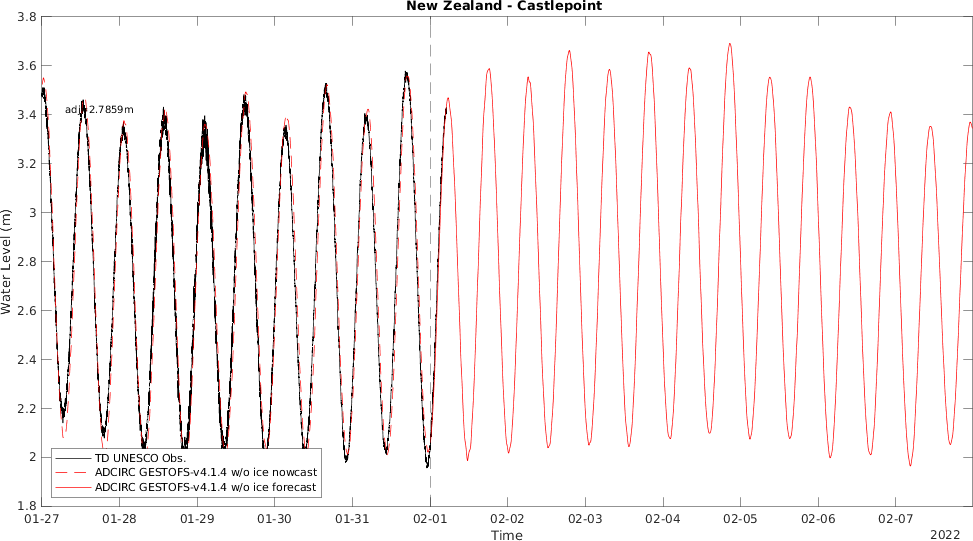 New Zealand - Castlepoint
3.8
3.6
3.4
3.2
3
2.8
2.6
2.4
2.2
2
1.8
Water Level (m)
2.7859m
TD UNESCO Obs.
ADCIRC GESTOFS-v4.1.4 w/o ice nowcast
ADCIRC GESTOFS-v4.1.4 w/o ice forecast
01-27 01-28 01-29 01-30 01-31 02-01 02-02 02-03 02-04 02-05 02-06 02-07
Time
2022